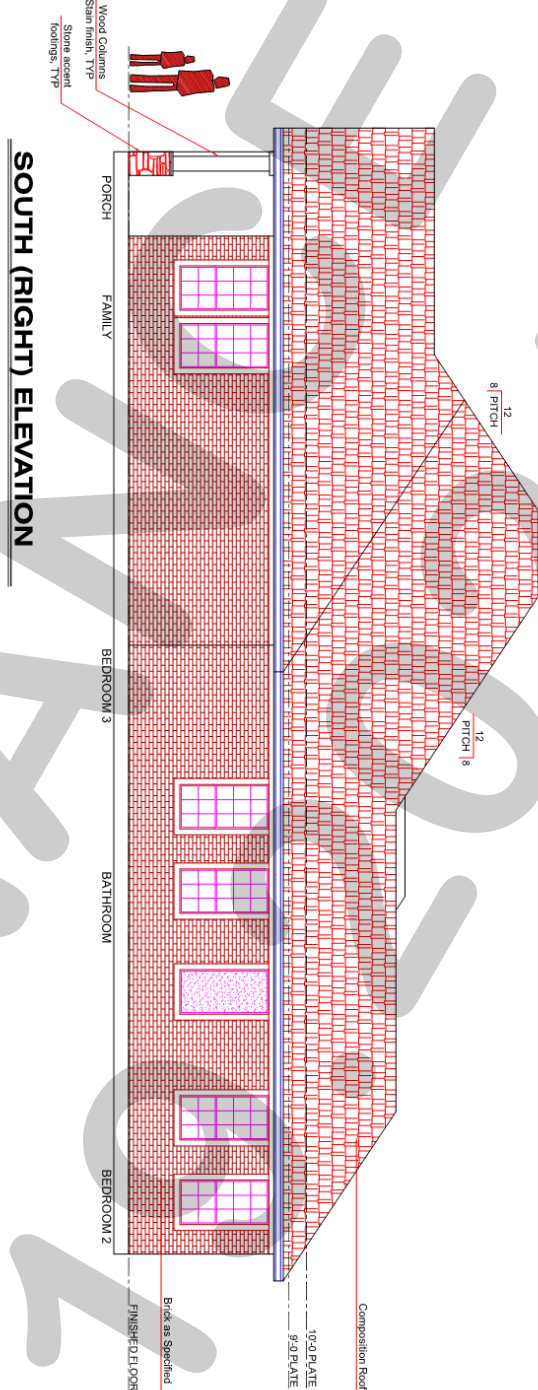 Wood Columns
Stain finish, TYP
Stone accent
footings, TYP
12
8 PITCH
12
PITCH 8
Composition Roof
10'-0 PLATE
9'-0 PLATE
Brick as Specified
FINISHED FLOOR
PORCH
FAMILY
BEDROOM 3
BATHROOM
BEDROOM 2
SOUTH (RIGHT) ELEVATION